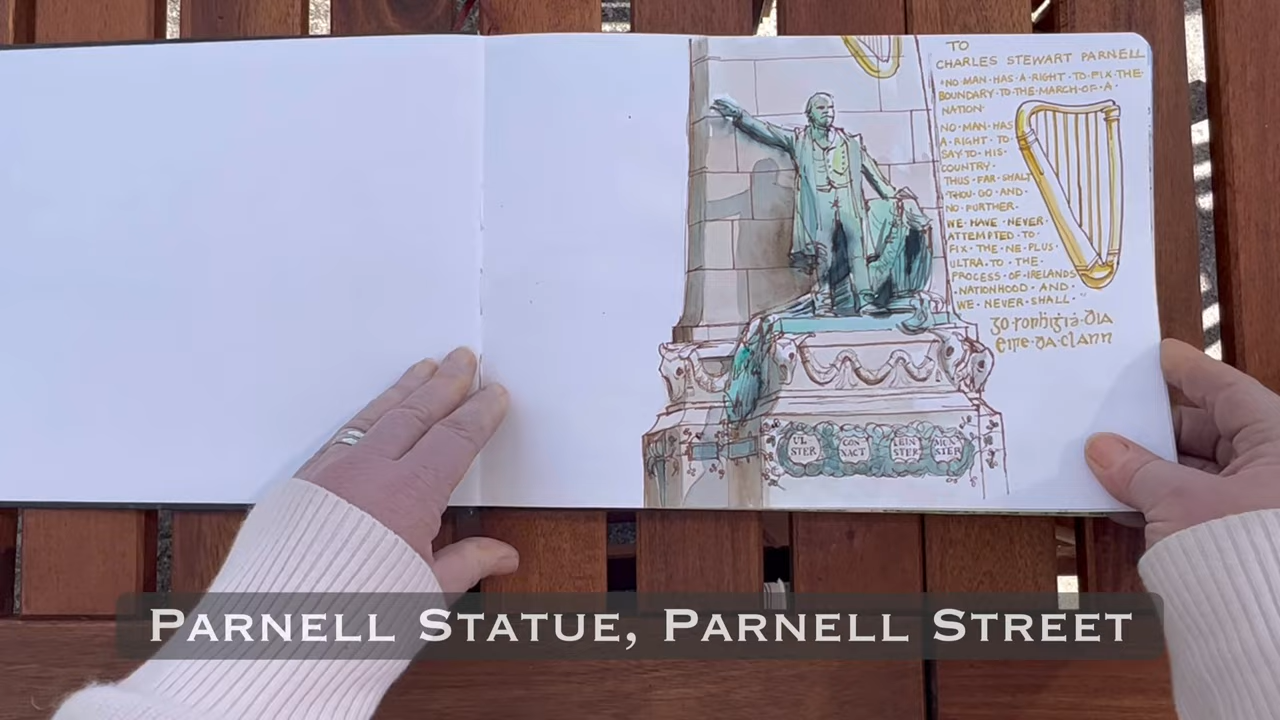 TO
CHARLES STEWART PARNELL
"NO·MAN·HAS·A·RIGHT·TO·FIX·THE·
BOUNDARY·TO·THE·MARCH·OF·A·
NATION·
NO·MAN·HAS
A·RIGHT·TO·
SAY·TO·HIS·
COUNTRY·
THUS·FAR·SHALT
THOU·GO·AND·
NO·FURTHER·
WE·HAVE·NEVER·
ATTEMPTED·TO·
FIX·THE·NE·PLUS·
ULTRA·TO·THE·
PROCESS·OF·IRELANDS
·NATIONHOOD·AND·
WE·NEVER·SHALL·"
éire·ḋa·clann
UL
STER
CON
NACT
LEIN
STER
MUN
STER
PARNELL STATUE, PARNELL STREET